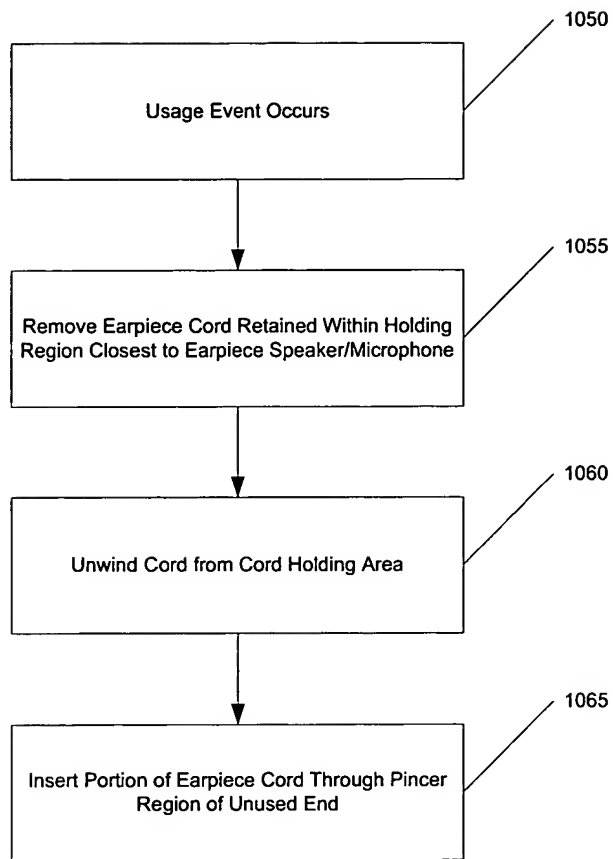 1050
Usage Event Occurs
1055
Remove Earpiece Cord Retained Within Holding
Region Closest to Earpiece Speaker/Microphone
1060
Unwind Cord from Cord Holding Area
1065
Insert Portion of Earpiece Cord Through Pincer
Region of Unused End